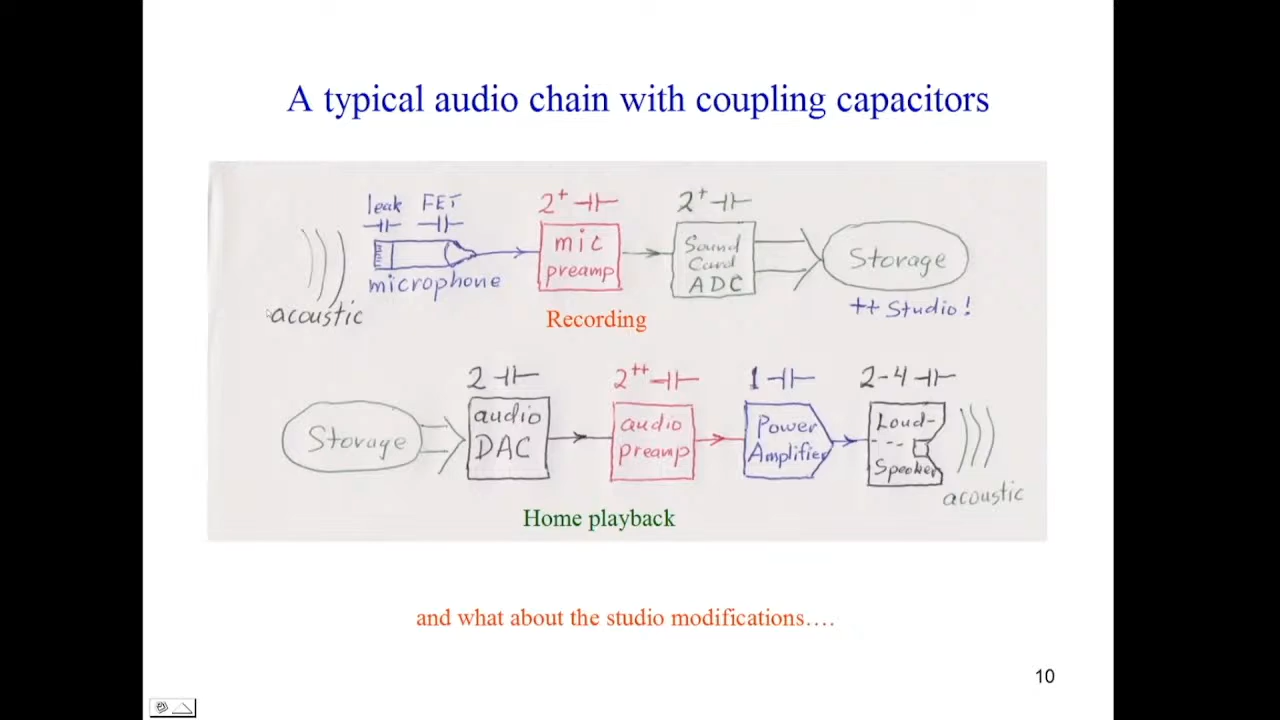 A typical audio chain with coupling capacitors
leak FET 2+ 2+
mic preamp
Sound Card ADC
Storage
microphone
acoustic
Recording
++ Studio!
2 2++ 1 2-4
Storage
audio DAC
audio preamp
Power Amplifier
Loud- Speaker
acoustic
Home playback
and what about the studio modifications….
10